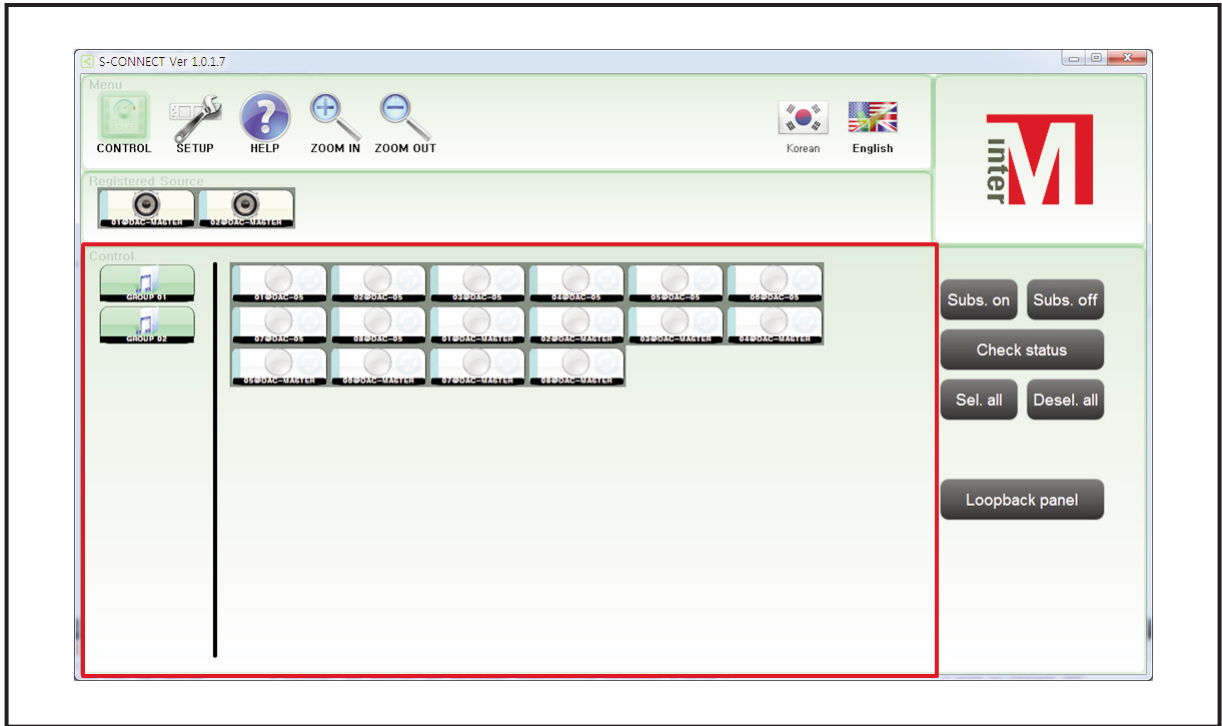 S-CONNECT Ver 1.0.1.7
Menu
CONTROL SETUP HELP ZOOM IN ZOOM OUT Korean English
inter M
Registered Source
01@DAC-MASTER 02@DAC-MASTER
Control
GROUP 01 01@DAC-05 02@DAC-05 03@DAC-05 04@DAC-05 05@DAC-05 06@DAC-05
GROUP 02 07@DAC-05 08@DAC-05 01@DAC-MASTER 02@DAC-MASTER 03@DAC-MASTER 04@DAC-MASTER
05@DAC-MASTER 06@DAC-MASTER 07@DAC-MASTER 08@DAC-MASTER
Subs. on Subs. off
Check status
Sel. all Desel. all
Loopback panel